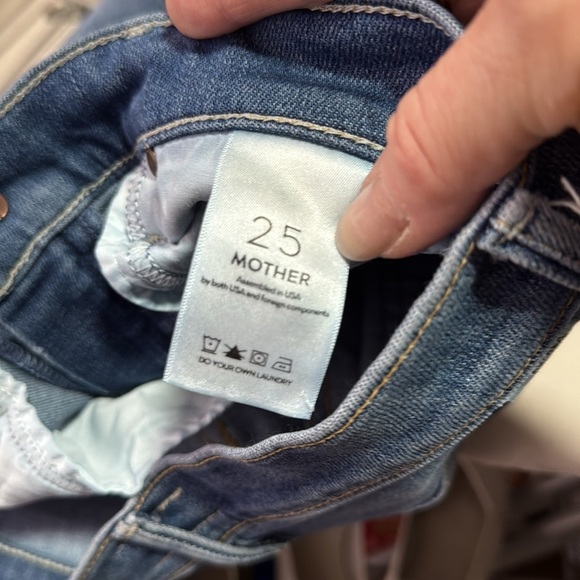 25
MOTHER
Assembled in USA
by both USA and foreign components
DO YOUR OWN LAUNDRY